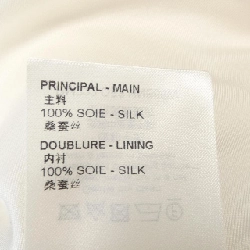 PRINCIPAL - MAIN
主料
100% SOIE - SILK
桑蚕丝
DOUBLURE - LINING
内衬
100% SOIE - SILK
桑蚕丝